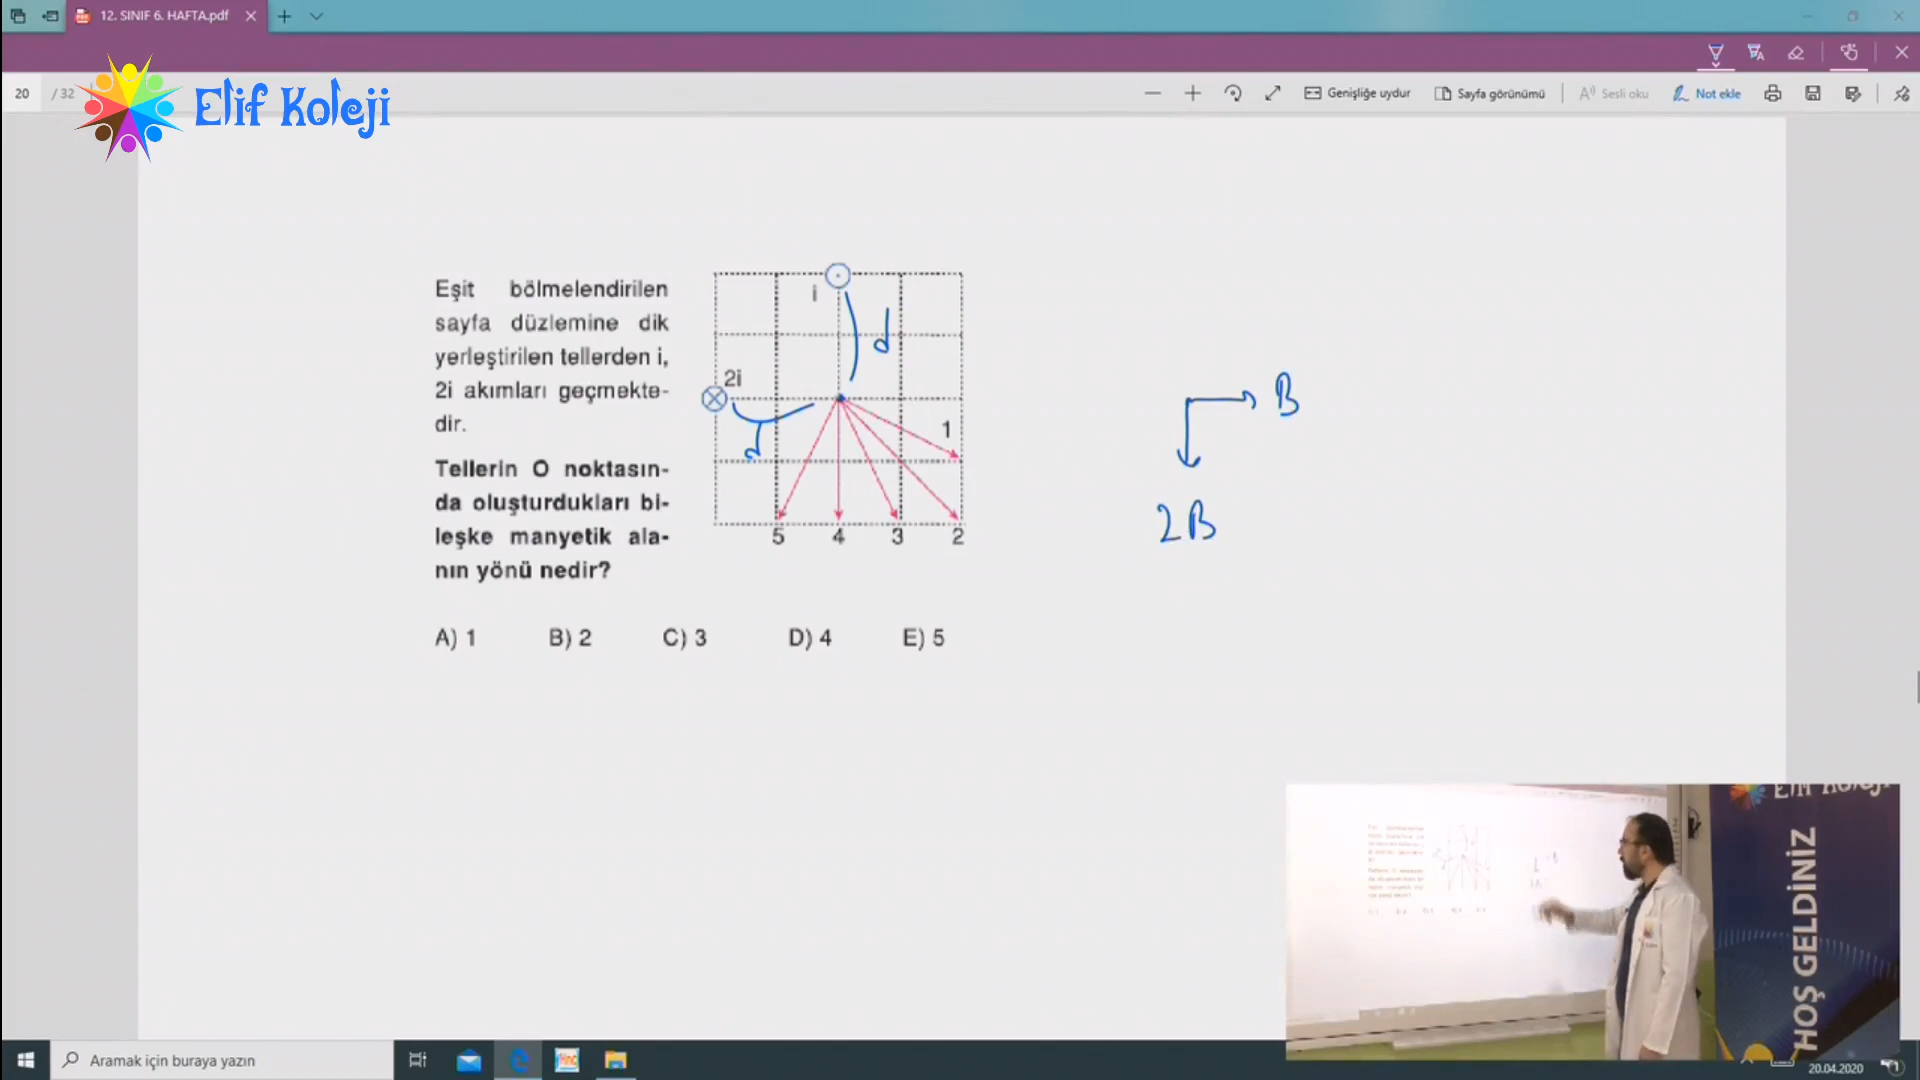 12. SINIF 6. HAFTA.pdf
20 / 32
Genişliğe uydur
Sayfa görünümü
Sesli oku
Not ekle
Elif Koleji
Eşit bölmelendirilen
sayfa düzlemine dik
yerleştirilen tellerden i,
2i akımları geçmekte-
dir.
Tellerin O noktasın-
da oluşturdukları bi-
leşke manyetik ala-
nın yönü nedir?
i
d
2i
d
1
5 4 3 2
B
2B
A) 1 B) 2 C) 3 D) 4 E) 5
Elif Koleji
HOŞ GELDİNİZ
Aramak için buraya yazın
20.04.2020
1